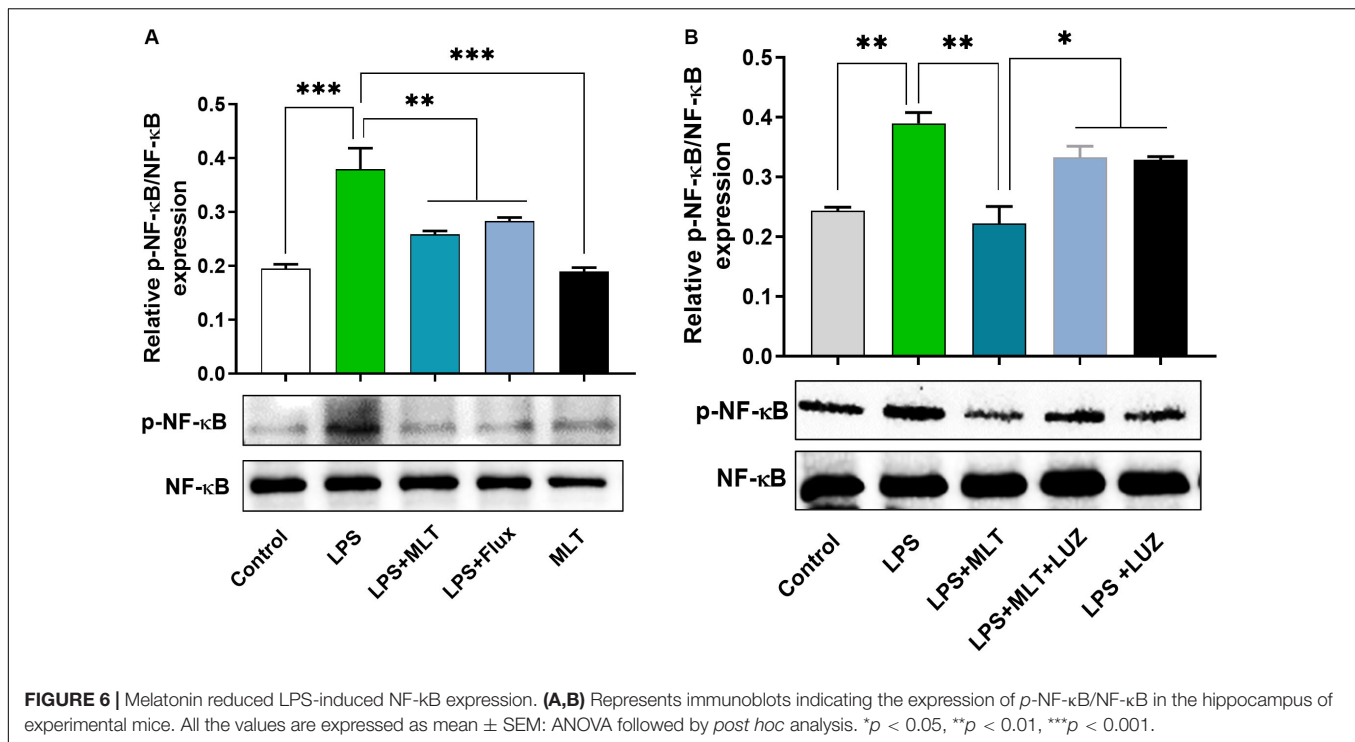 A
***
***
**
Relative p-NF-κB/NF-κB
expression
0.5
0.4
0.3
0.2
0.1
0.0
p-NF-κB
NF-κB
Control
LPS
LPS+MLT
LPS+Flux
MLT
B
**
**
*
Relative p-NF-κB/NF-κB
expression
0.5
0.4
0.3
0.2
0.1
0.0
p-NF-κB
NF-κB
Control
LPS
LPS+MLT
LPS+MLT+LUZ
LPS +LUZ
FIGURE 6 | Melatonin reduced LPS-induced NF-kB expression. (A,B) Represents immunoblots indicating the expression of p-NF-κB/NF-κB in the hippocampus of
experimental mice. All the values are expressed as mean ± SEM: ANOVA followed by post hoc analysis. *p < 0.05, **p < 0.01, ***p < 0.001.